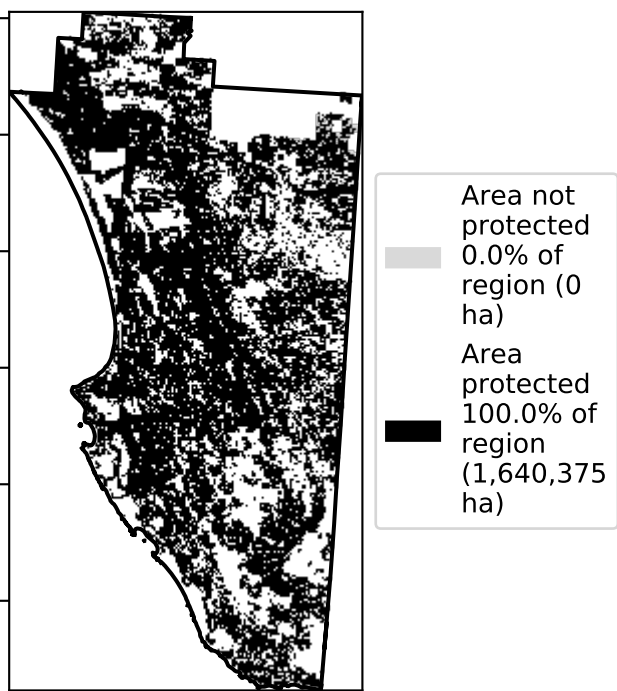 Area not
protected
0.0% of
region (0
ha)
Area
protected
100.0% of
region
(1,640,375
ha)